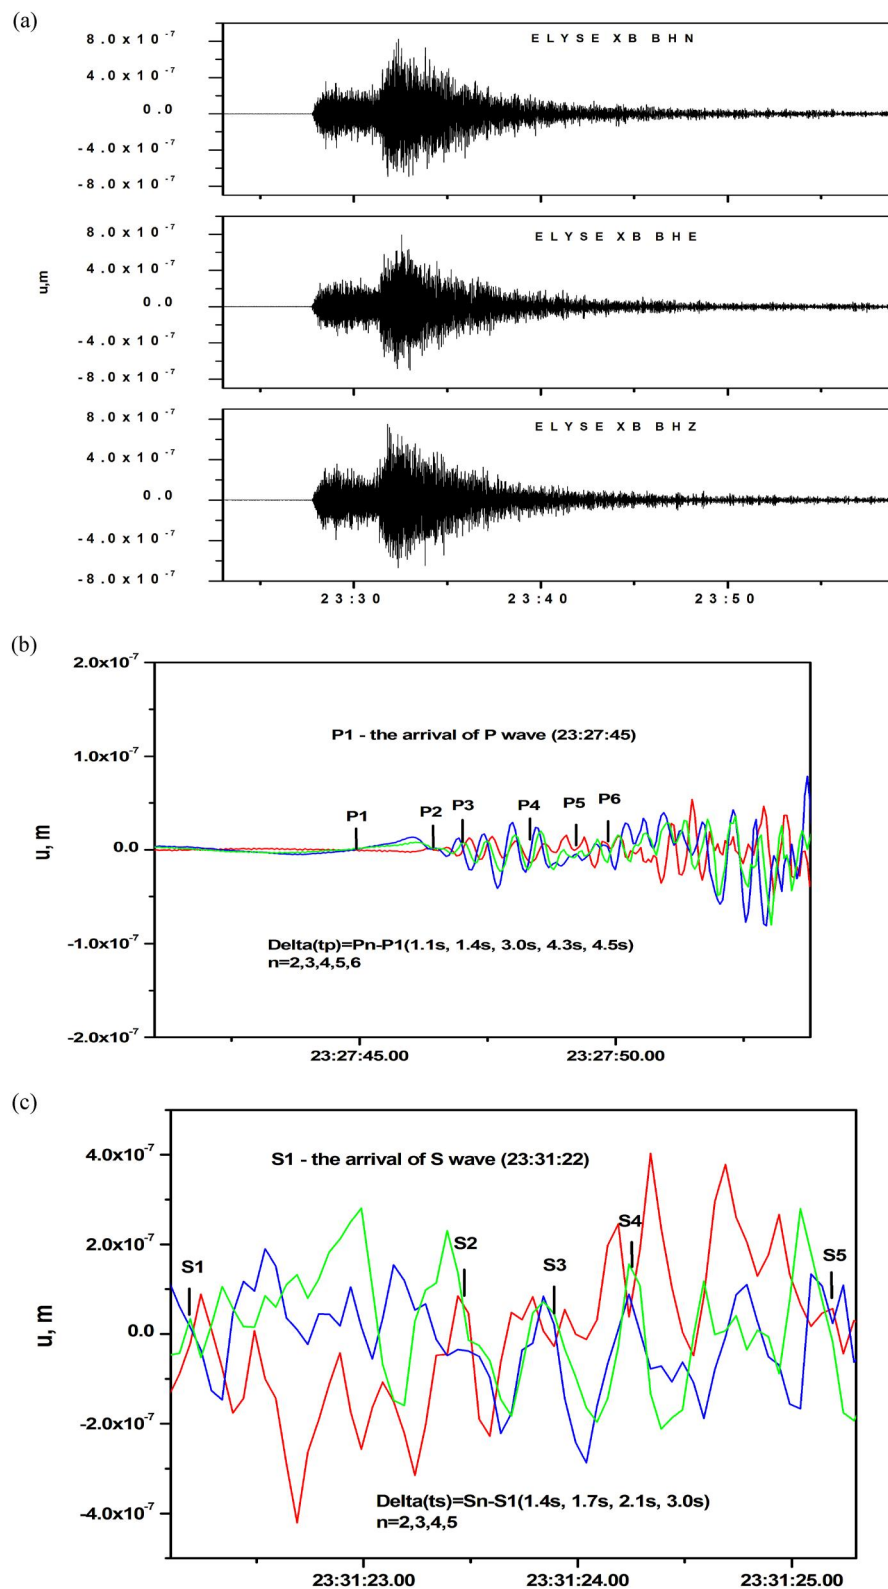 (a)
ELYSE XB BHN
8.0x10⁻⁷
4.0x10⁻⁷
0.0
-4.0x10⁻⁷
-8.0x10⁻⁷
ELYSE XB BHE
8.0x10⁻⁷
4.0x10⁻⁷
0.0
-4.0x10⁻⁷
-8.0x10⁻⁷
u,m
ELYSE XB BHZ
8.0x10⁻⁷
4.0x10⁻⁷
0.0
-4.0x10⁻⁷
-8.0x10⁻⁷
23:30 23:40 23:50
(b)
2.0x10⁻⁷
1.0x10⁻⁷
0.0
-1.0x10⁻⁷
-2.0x10⁻⁷
u, m
P1 - the arrival of P wave (23:27:45)
P1 P2 P3 P4 P5 P6
Delta(tp)=Pn-P1(1.1s, 1.4s, 3.0s, 4.3s, 4.5s)
n=2,3,4,5,6
23:27:45.00 23:27:50.00
(c)
4.0x10⁻⁷
2.0x10⁻⁷
0.0
-2.0x10⁻⁷
-4.0x10⁻⁷
u, m
S1 - the arrival of S wave (23:31:22)
S1 S2 S3 S4 S5
Delta(ts)=Sn-S1(1.4s, 1.7s, 2.1s, 3.0s)
n=2,3,4,5
23:31:23.00 23:31:24.00 23:31:25.00